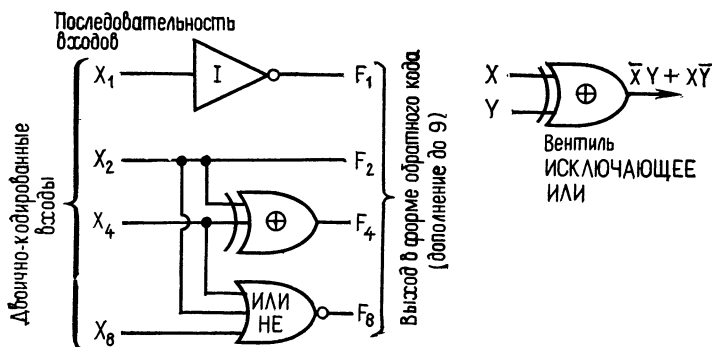 Последовательность
входов
Двоично-кодированные
входы
X₁
I
F₁
X₂
F₂
X₄
⊕
F₄
X₈
ИЛИ
НЕ
F₈
Выход в форме обратного кода
(дополнение до 9)
X
Y
⊕
X̅Y + XY̅
Вентиль
ИСКЛЮЧАЮЩЕЕ
ИЛИ